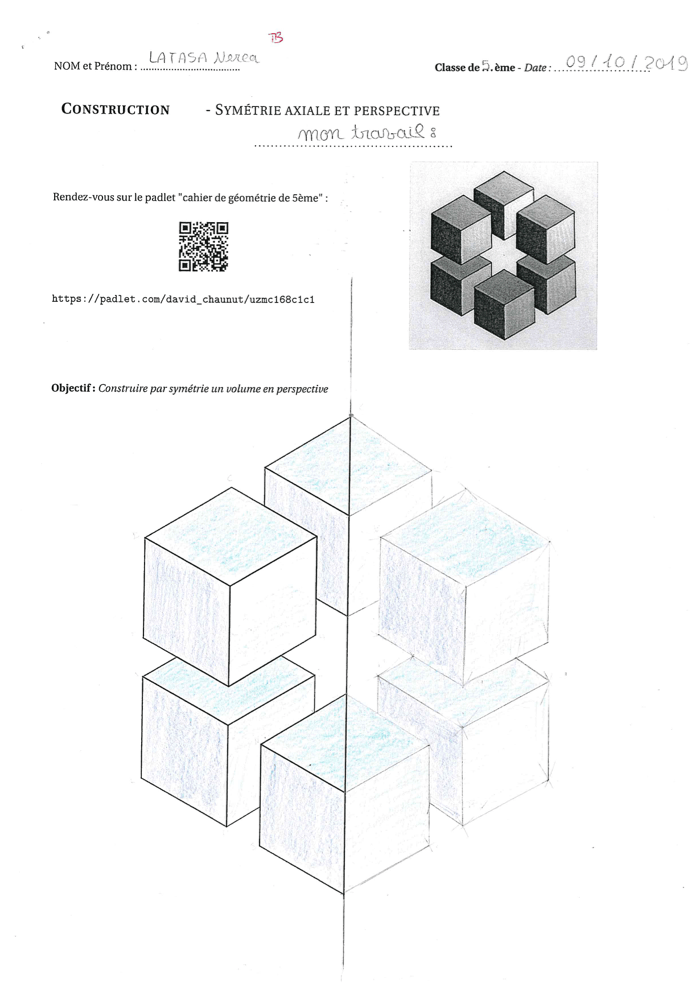 TB
NOM et Prénom : LATASA Nerea
Classe de 5.ème - Date : 09/10/2019
CONSTRUCTION - SYMÉTRIE AXIALE ET PERSPECTIVE
mon travail :
Rendez-vous sur le padlet "cahier de géométrie de 5ème" :
https://padlet.com/david_chaunut/uzmc168c1c1
Objectif : Construire par symétrie un volume en perspective